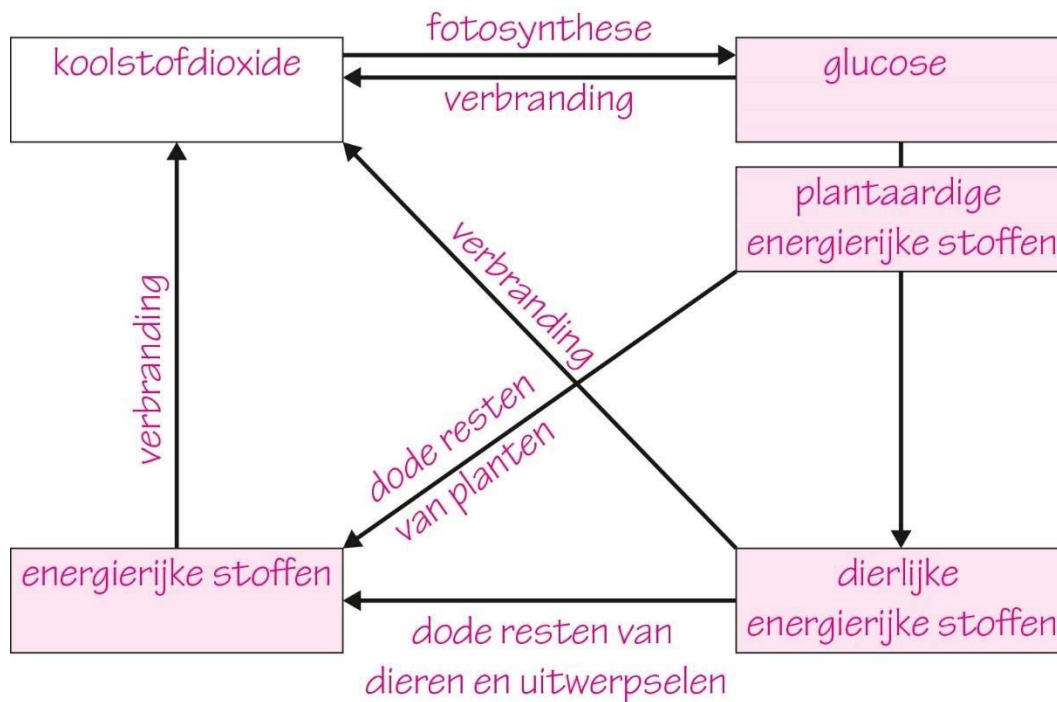 fotosynthese
koolstofdioxide
glucose
verbranding
plantaardige
energierijke stoffen
verbranding
verbranding
dode resten
van planten
energierijke stoffen
dierlijke
energierijke stoffen
dode resten van
dieren en uitwerpselen